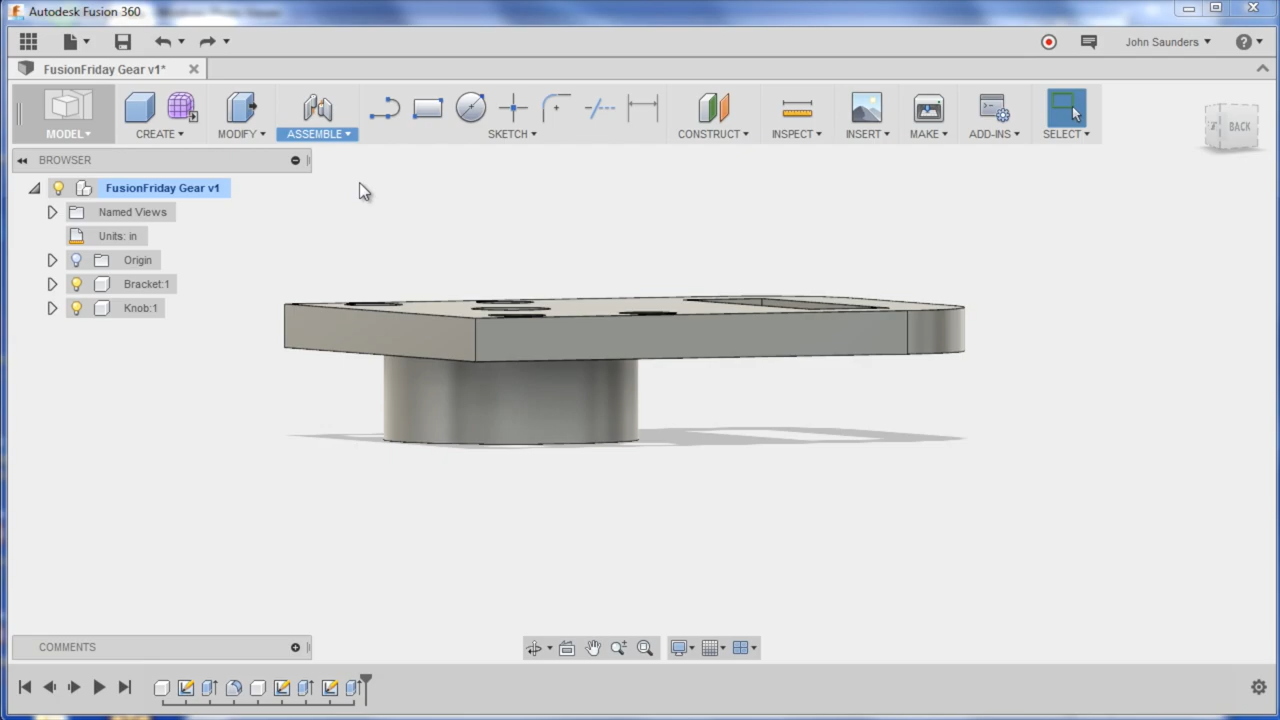 Autodesk Fusion 360
John Saunders
FusionFriday Gear v1*
MODEL
CREATE
MODIFY
ASSEMBLE
SKETCH
CONSTRUCT
INSPECT
INSERT
MAKE
ADD-INS
SELECT
BACK
BROWSER
FusionFriday Gear v1
Named Views
Units: in
Origin
Bracket:1
Knob:1
COMMENTS